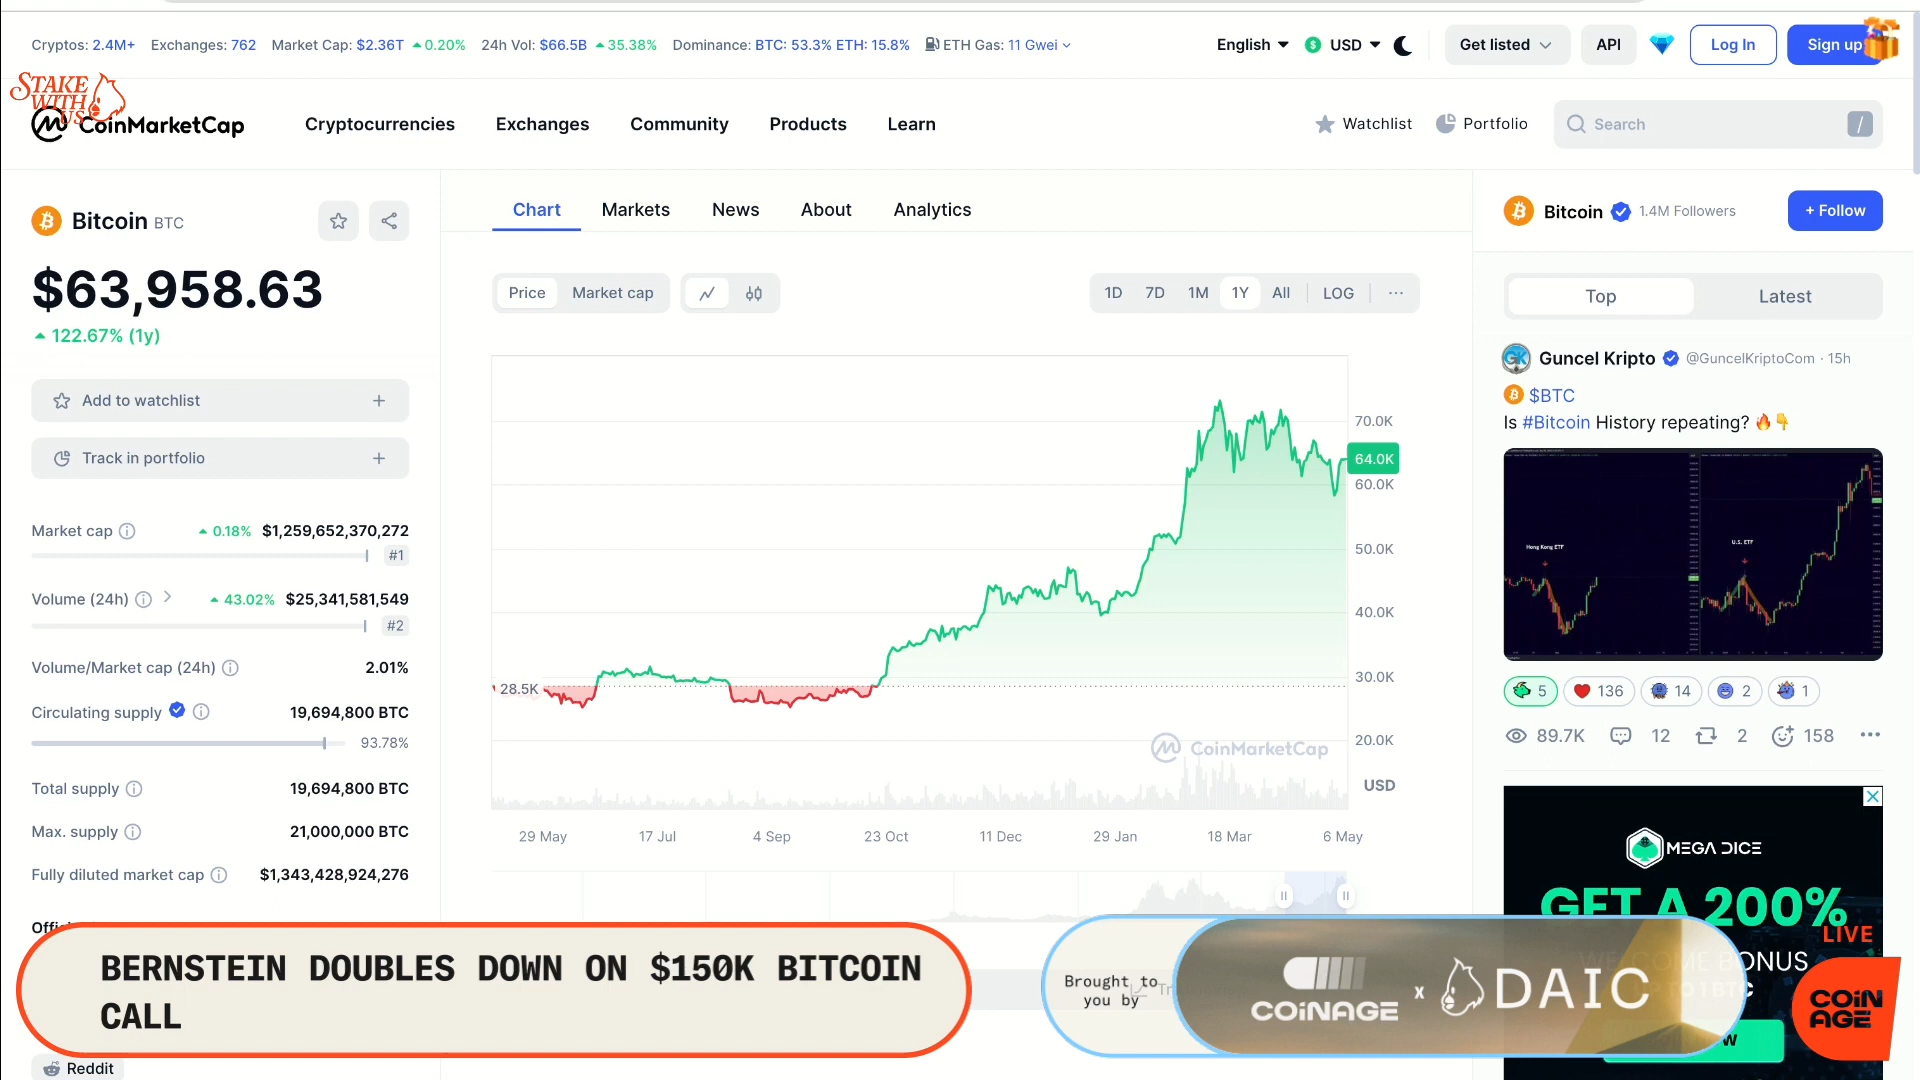 Cryptos: 2.4M+ Exchanges: 762 Market Cap: $2.36T 0.20% 24h Vol: $66.5B 35.38% Dominance: BTC: 53.3% ETH: 15.8% ETH Gas: 11 Gwei
English $ USD Get listed API Log In Sign up
STAKE
WITH
US
CoinMarketCap Cryptocurrencies Exchanges Community Products Learn
Watchlist Portfolio Search /
Bitcoin BTC
$63,958.63
122.67% (1y)
Add to watchlist +
Track in portfolio +
Market cap 0.18% $1,259,652,370,272
#1
Volume (24h) 43.02% $25,341,581,549
#2
Volume/Market cap (24h) 2.01%
Circulating supply 19,694,800 BTC
93.78%
Total supply 19,694,800 BTC
Max. supply 21,000,000 BTC
Fully diluted market cap $1,343,428,924,276
Reddit
Chart Markets News About Analytics
Price Market cap
1D 7D 1M 1Y All LOG ...
70.0K
64.0K
60.0K
50.0K
40.0K
30.0K
28.5K
20.0K
CoinMarketCap
USD
29 May 17 Jul 4 Sep 23 Oct 11 Dec 29 Jan 18 Mar 6 May
Bitcoin 1.4M Followers + Follow
Top Latest
GK Guncel Kripto @GuncelKriptoCom · 15h
$BTC
Is #Bitcoin History repeating? 🔥👇
Hong Kong ETF
U.S. ETF
5 136 14 2 1
89.7K 12 2 158 ...
MEGA DICE
GET A 200%
BONUS
LIVE
BERNSTEIN DOUBLES DOWN ON $150K BITCOIN
CALL
Brought to
you by
COINAGE x DAIC
COIN
AGE